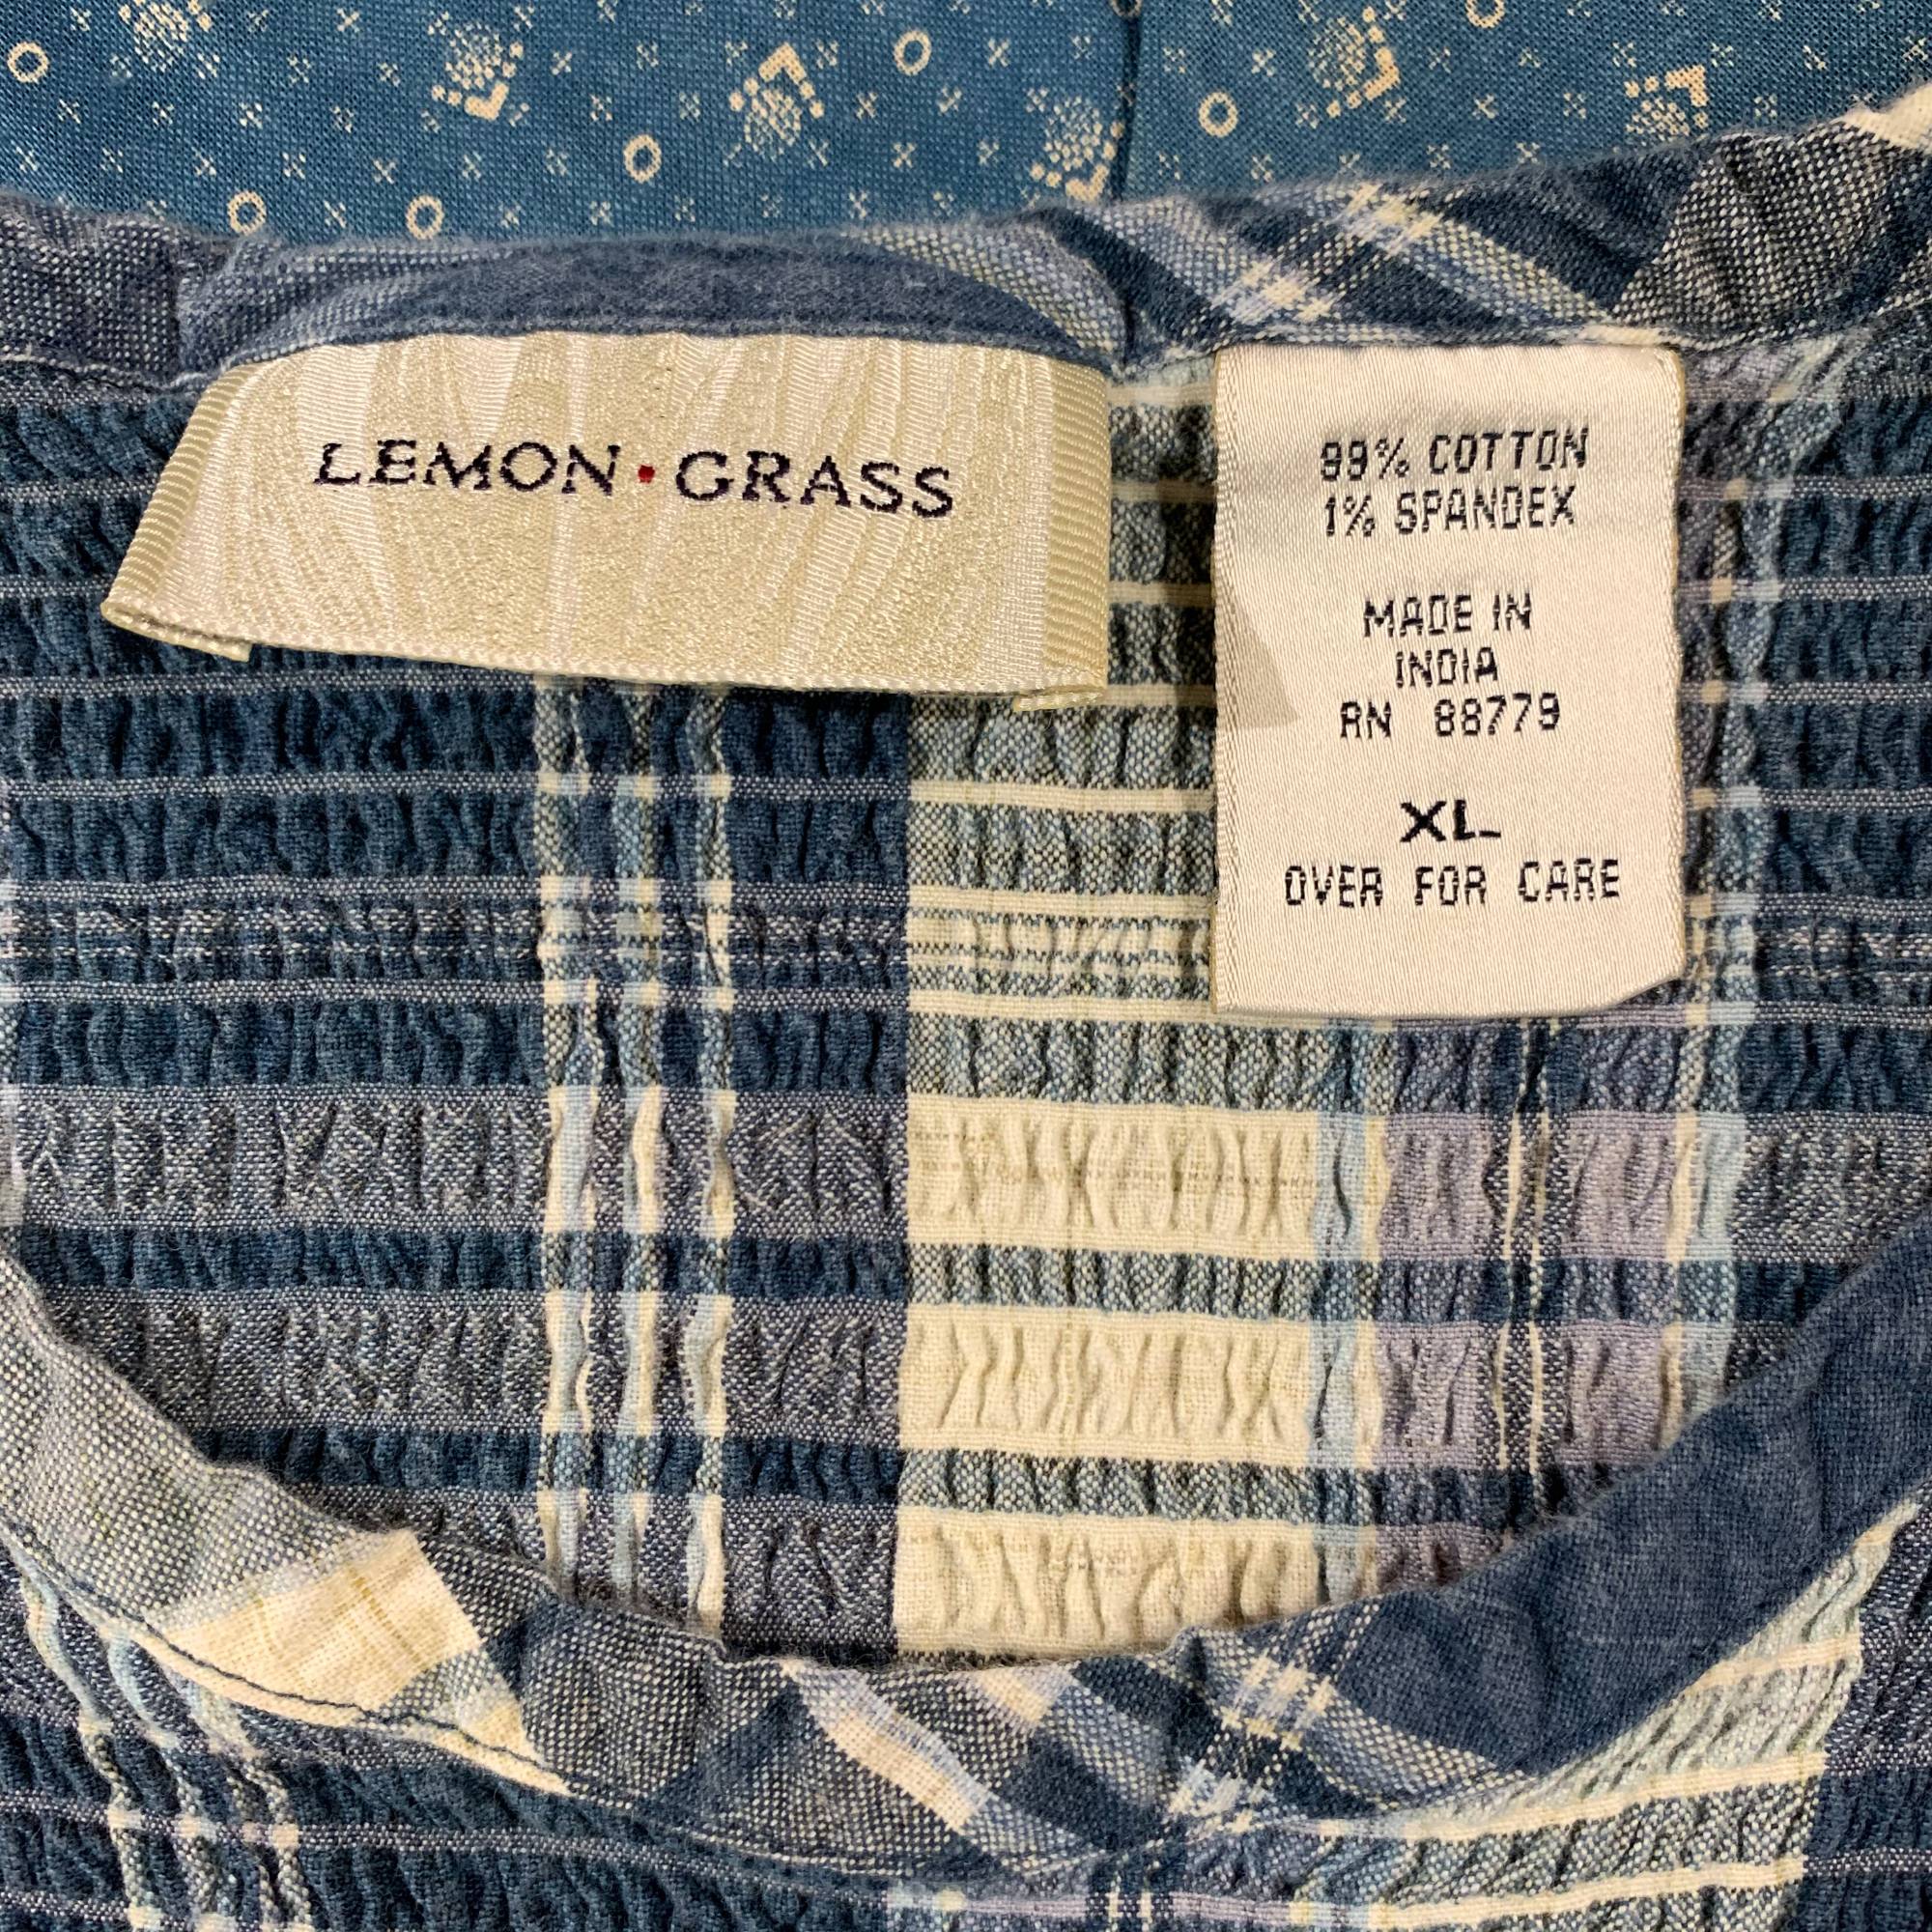 LEMON·GRASS
99% COTTON
1% SPANDEX
MADE IN
INDIA
RN 88779
XL
OVER FOR CARE